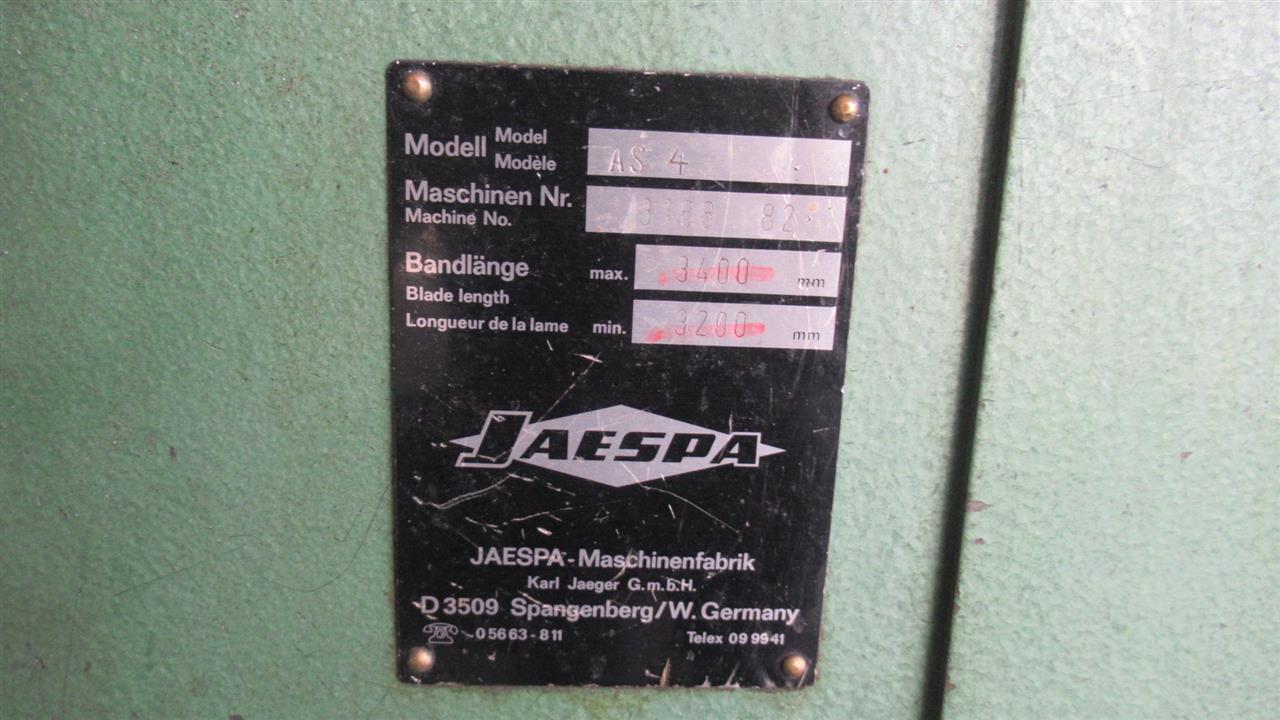 Modell Model Modèle AS 4
Maschinen Nr. Machine No. 82
Bandlänge max. 3400 mm
Blade length
Longueur de la lame min. 3200 mm
JAESPA
JAESPA-Maschinenfabrik
Karl Jaeger G.m.b.H.
D 3509 Spangenberg/W. Germany
05663-811 Telex 09 9941